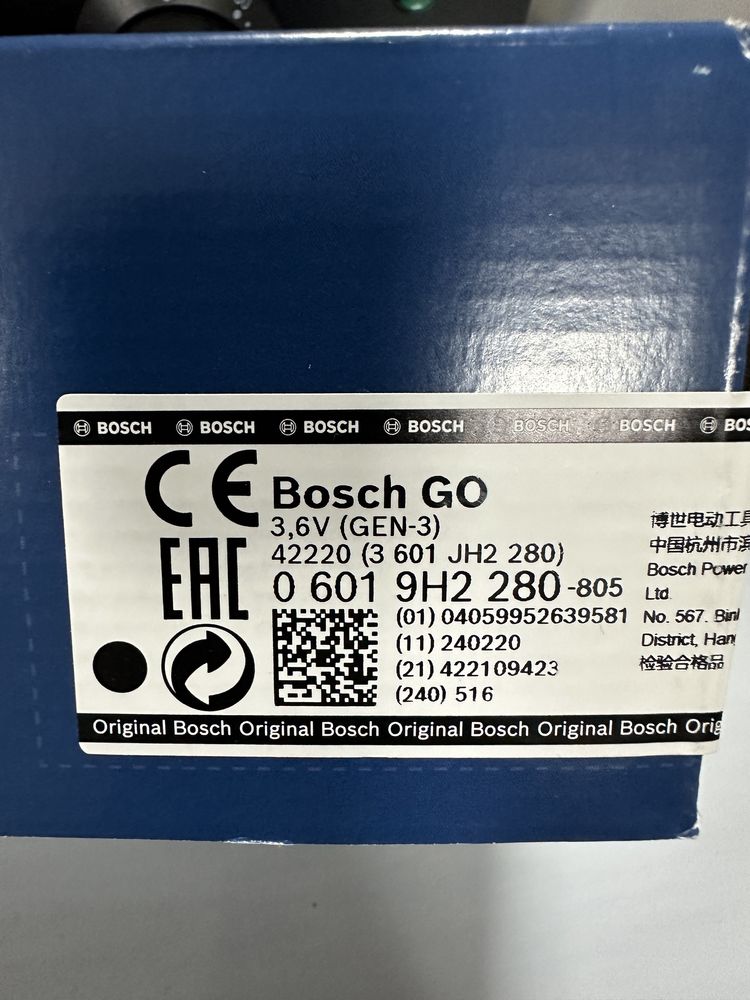 BOSCH BOSCH BOSCH BOSCH BOSCH BOSCH
CE
Bosch GO
3,6V (GEN-3)
42220 (3 601 JH2 280)
EAC
0 601 9H2 280-805
(01) 04059952639581
(11) 240220
(21) 422109423
(240) 516
博世电动工具
中国杭州市滨
Bosch Power
Ltd.
No. 567. Bin
District, Han
检验合格品
Original Bosch Original Bosch Original Bosch Original Bosch